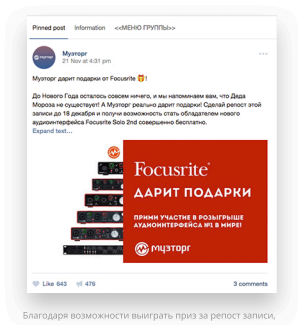 Pinned post Information <<МЕНЮ ГРУППЫ>>
Музторг
21 Nov at 4:31 pm
Музторг дарит подарки от Focusrite 🎁!
До Нового Года осталось совсем ничего, и мы напоминаем вам, что Деда
Мороза не существует! А Музторг реально дарит подарки! Сделай репост этой
записи до 18 декабря и получи возможность стать обладателем нового
аудиоинтерфейса Focusrite Solo 2nd совершенно бесплатно.
Expand text...
Focusrite®
ДАРИТ ПОДАРКИ
ПРИМИ УЧАСТИЕ В РОЗЫГРЫШЕ
АУДИОИНТЕРФЕЙСА №1 В МИРЕ!
музторг
Like 643 476 3 comments
Благодаря возможности выиграть приз за репост записи,